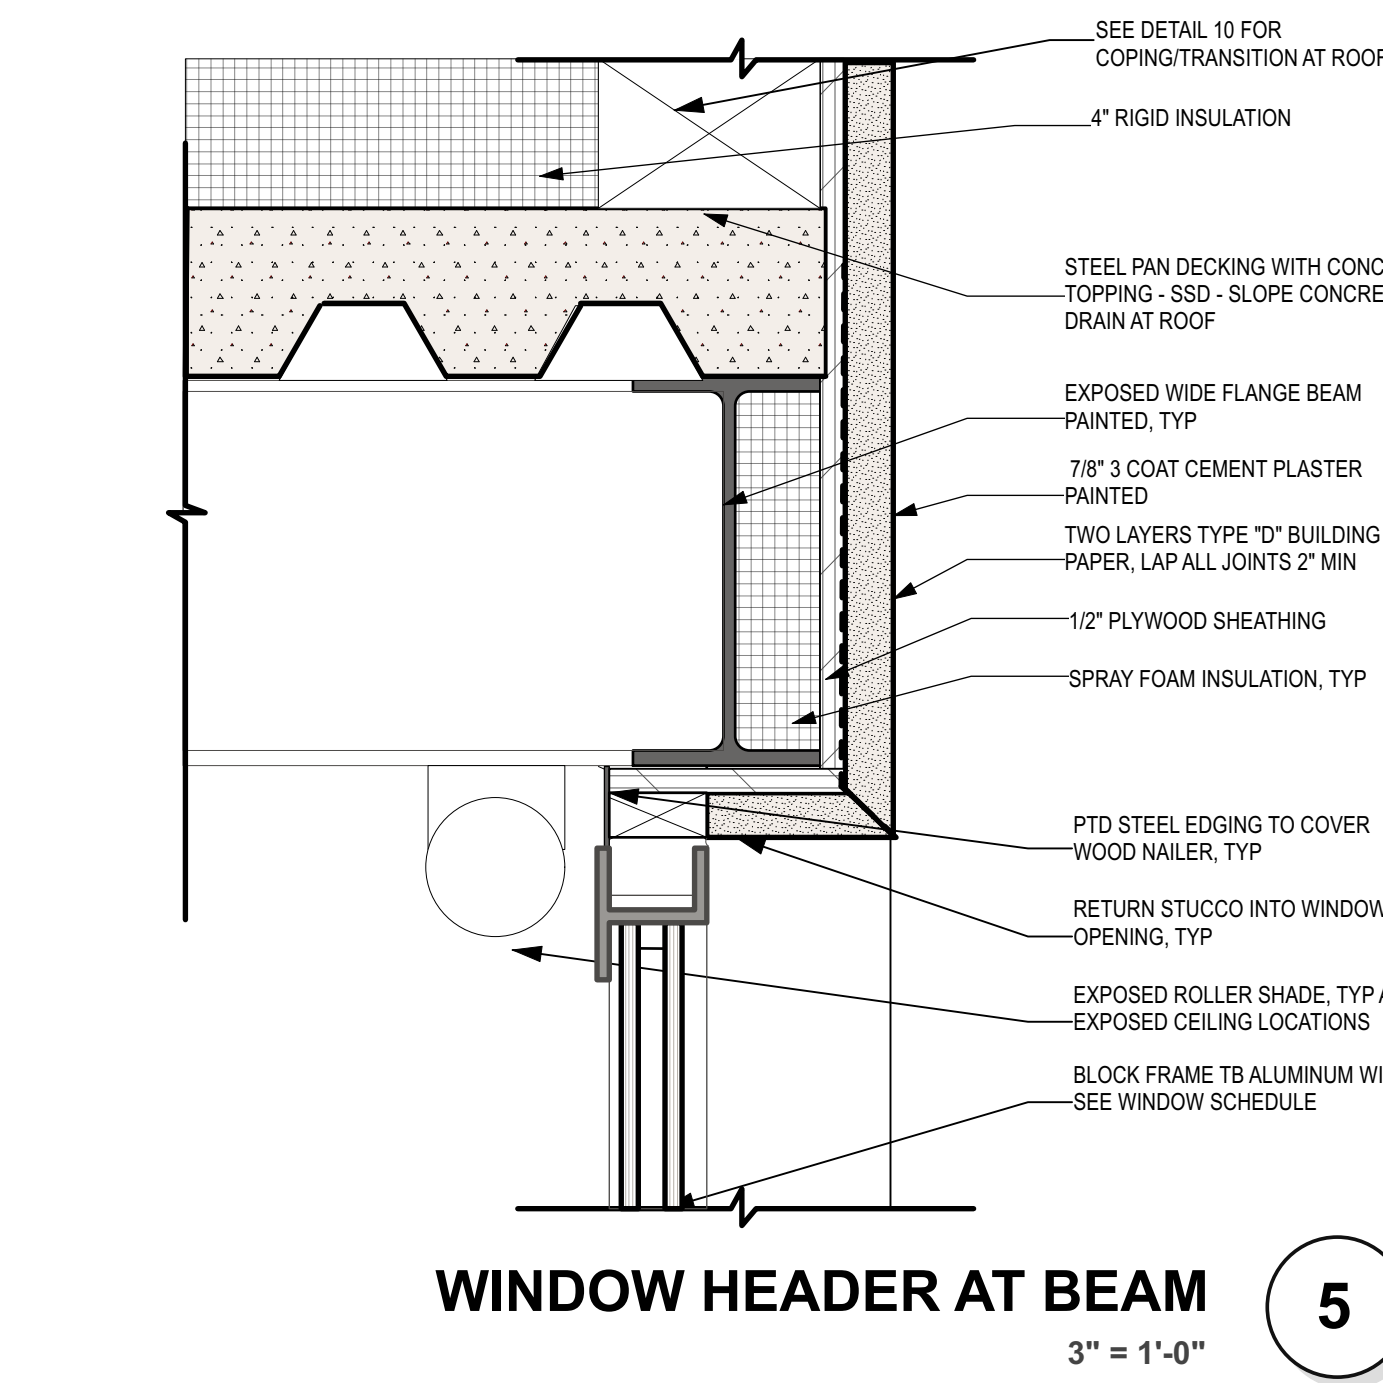 SEE DETAIL 10 FOR
COPING/TRANSITION AT ROOF
4" RIGID INSULATION
STEEL PAN DECKING WITH
TOPPING - SSD - SLOPE
DRAIN AT ROOF
EXPOSED WIDE FLANGE BEAM
PAINTED, TYP
7/8" 3 COAT CEMENT PLASTER
PAINTED
TWO LAYERS TYPE "D" BUILDING
PAPER, LAP ALL JOINTS 2" MIN
1/2" PLYWOOD SHEATHING
SPRAY FOAM INSULATION, TYP
PTD STEEL EDGING TO COVER
WOOD NAILER, TYP
RETURN STUCCO INTO WINDOW
OPENING, TYP
EXPOSED ROLLER SHADE, TYP
EXPOSED CEILING LOCATIONS
BLOCK FRAME TB ALUMINUM
SEE WINDOW SCHEDULE
WINDOW HEADER AT BEAM
5
3" = 1'-0"